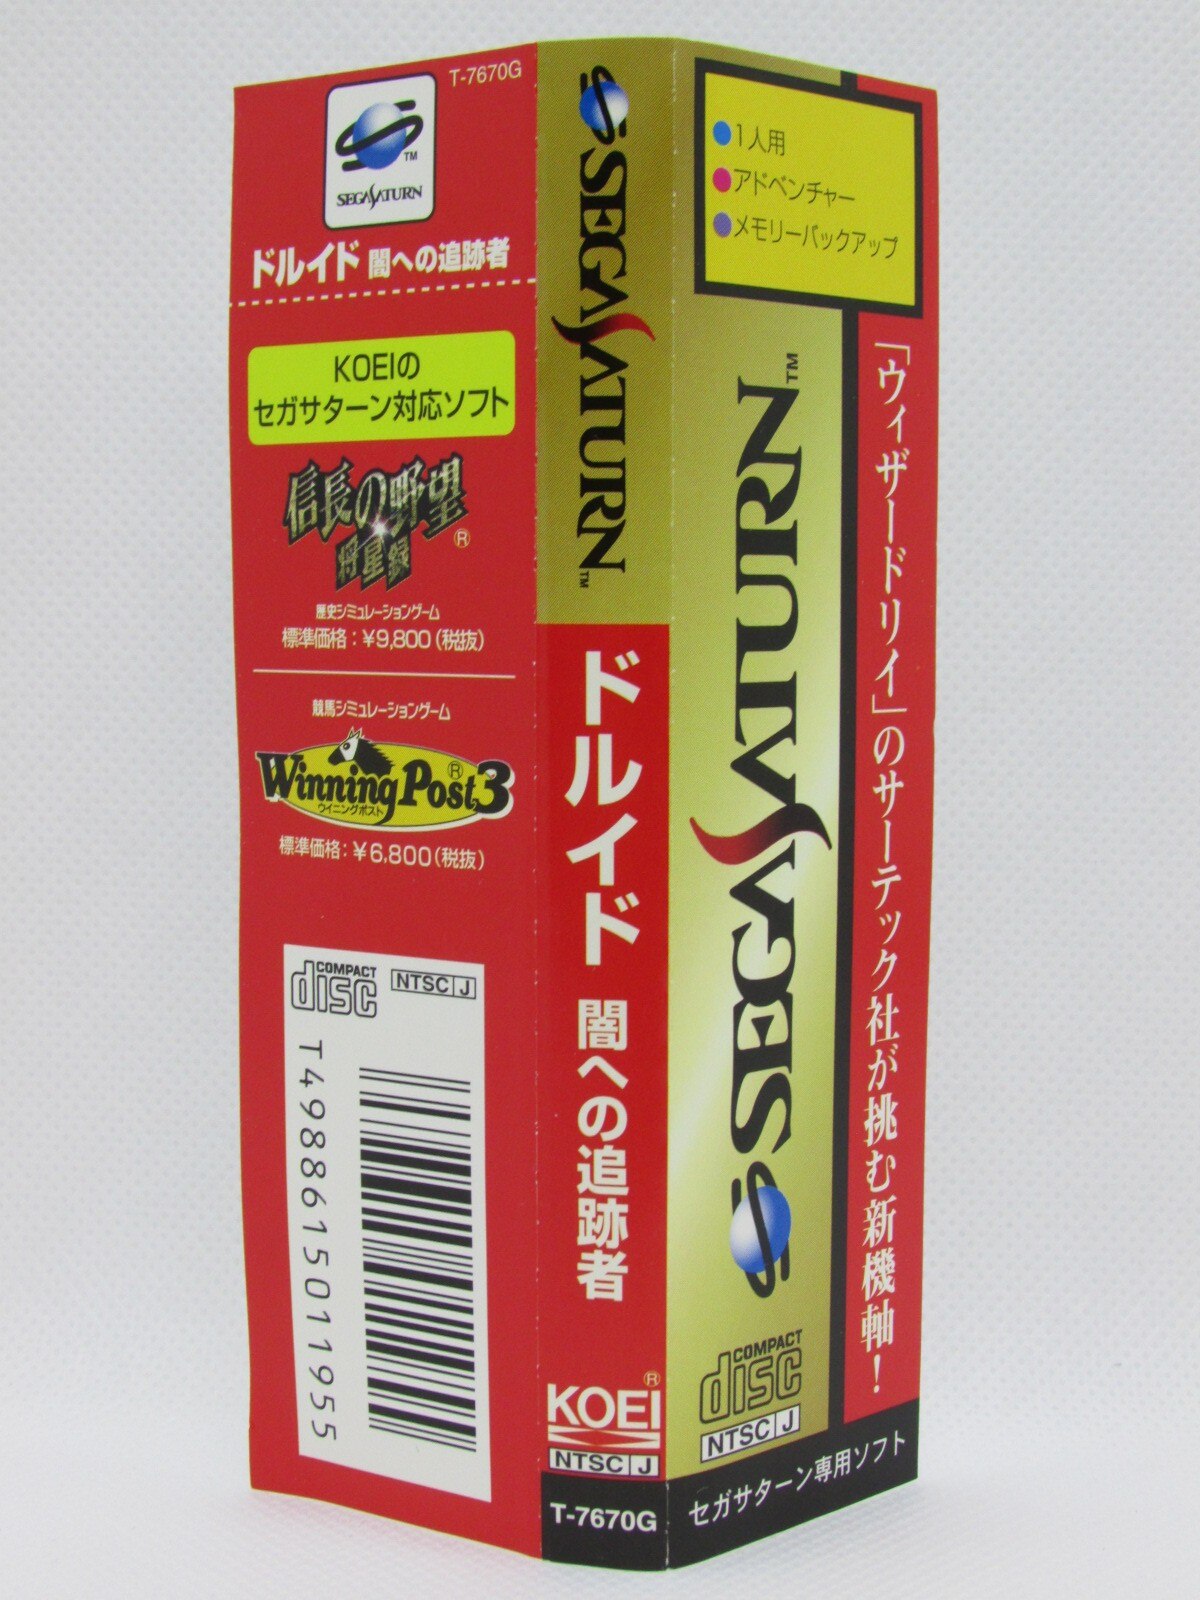 T-7670G
TM
SEGA SATURN
ドルイド 闇への追跡者
KOEIの
セガサターン対応ソフト
信長の野望
将星録
®
歴史シミュレーションゲーム
標準価格:¥9,800(税抜)
競馬シミュレーションゲーム
Winning Post® 3
ウイニングポスト
標準価格:¥6,800(税抜)
COMPACT disc
NTSC J
T4988615011955
SEGA SATURN™
ドルイド 闇への追跡者
KOEI®
NTSC J
T-7670G
●1人用
●アドベンチャー
●メモリーバックアップ
SEGA SATURN™
COMPACT disc
NTSC J
「ウィザードリィ」のサーテック社が挑む新機軸!
セガサターン専用ソフト